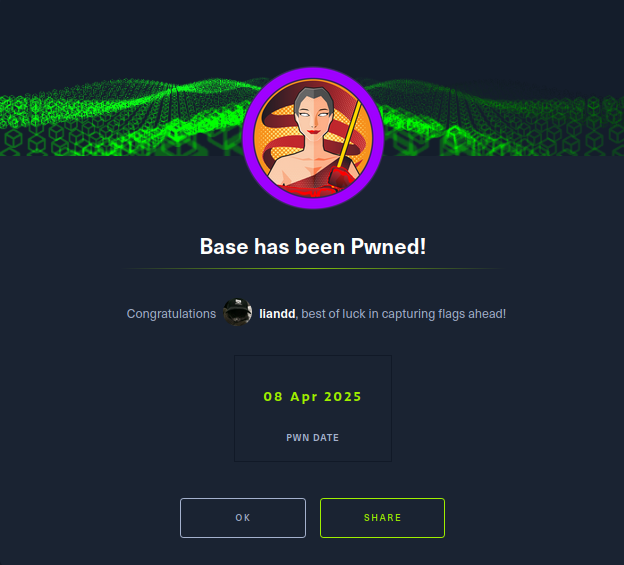 Base has been Pwned!
Congratulations liandd, best of luck in capturing flags ahead!
08 Apr 2025
PWN DATE
OK
SHARE